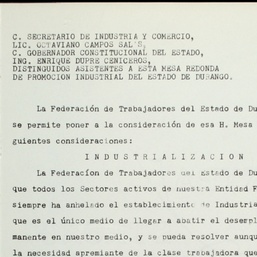 C. SECRETARIO DE INDUSTRIA Y COMERCIO,
LIC. OCTAVIANO CAMPOS SALS,
C. GOBERNADOR CONSTITUCIONAL DEL ESTADO,
ING. ENRIQUE DUPRE CENICEROS,
DISTINGUIDOS ASISTENTES A ESTA MESA REDONDA
DE PROMOCION INDUSTRIAL DEL ESTADO DE DURANGO.
La Federación de Trabajadores del Estado de Du
se permite poner a la consideración de esa H. Mesa
guientes consideraciones:
I N D U S T R I A L I Z A C I O N
La Federación de Trabajadores del Estado de Du
que todos los Sectores activos de nuestra Entidad F
siempre ha anhelado el establecimiento de Industria
que es el único medio de llegar a abatir el desempl
manente en nuestro medio, y se pueda resolver aunqu
la necesidad apremiante de la clase trabajadora que